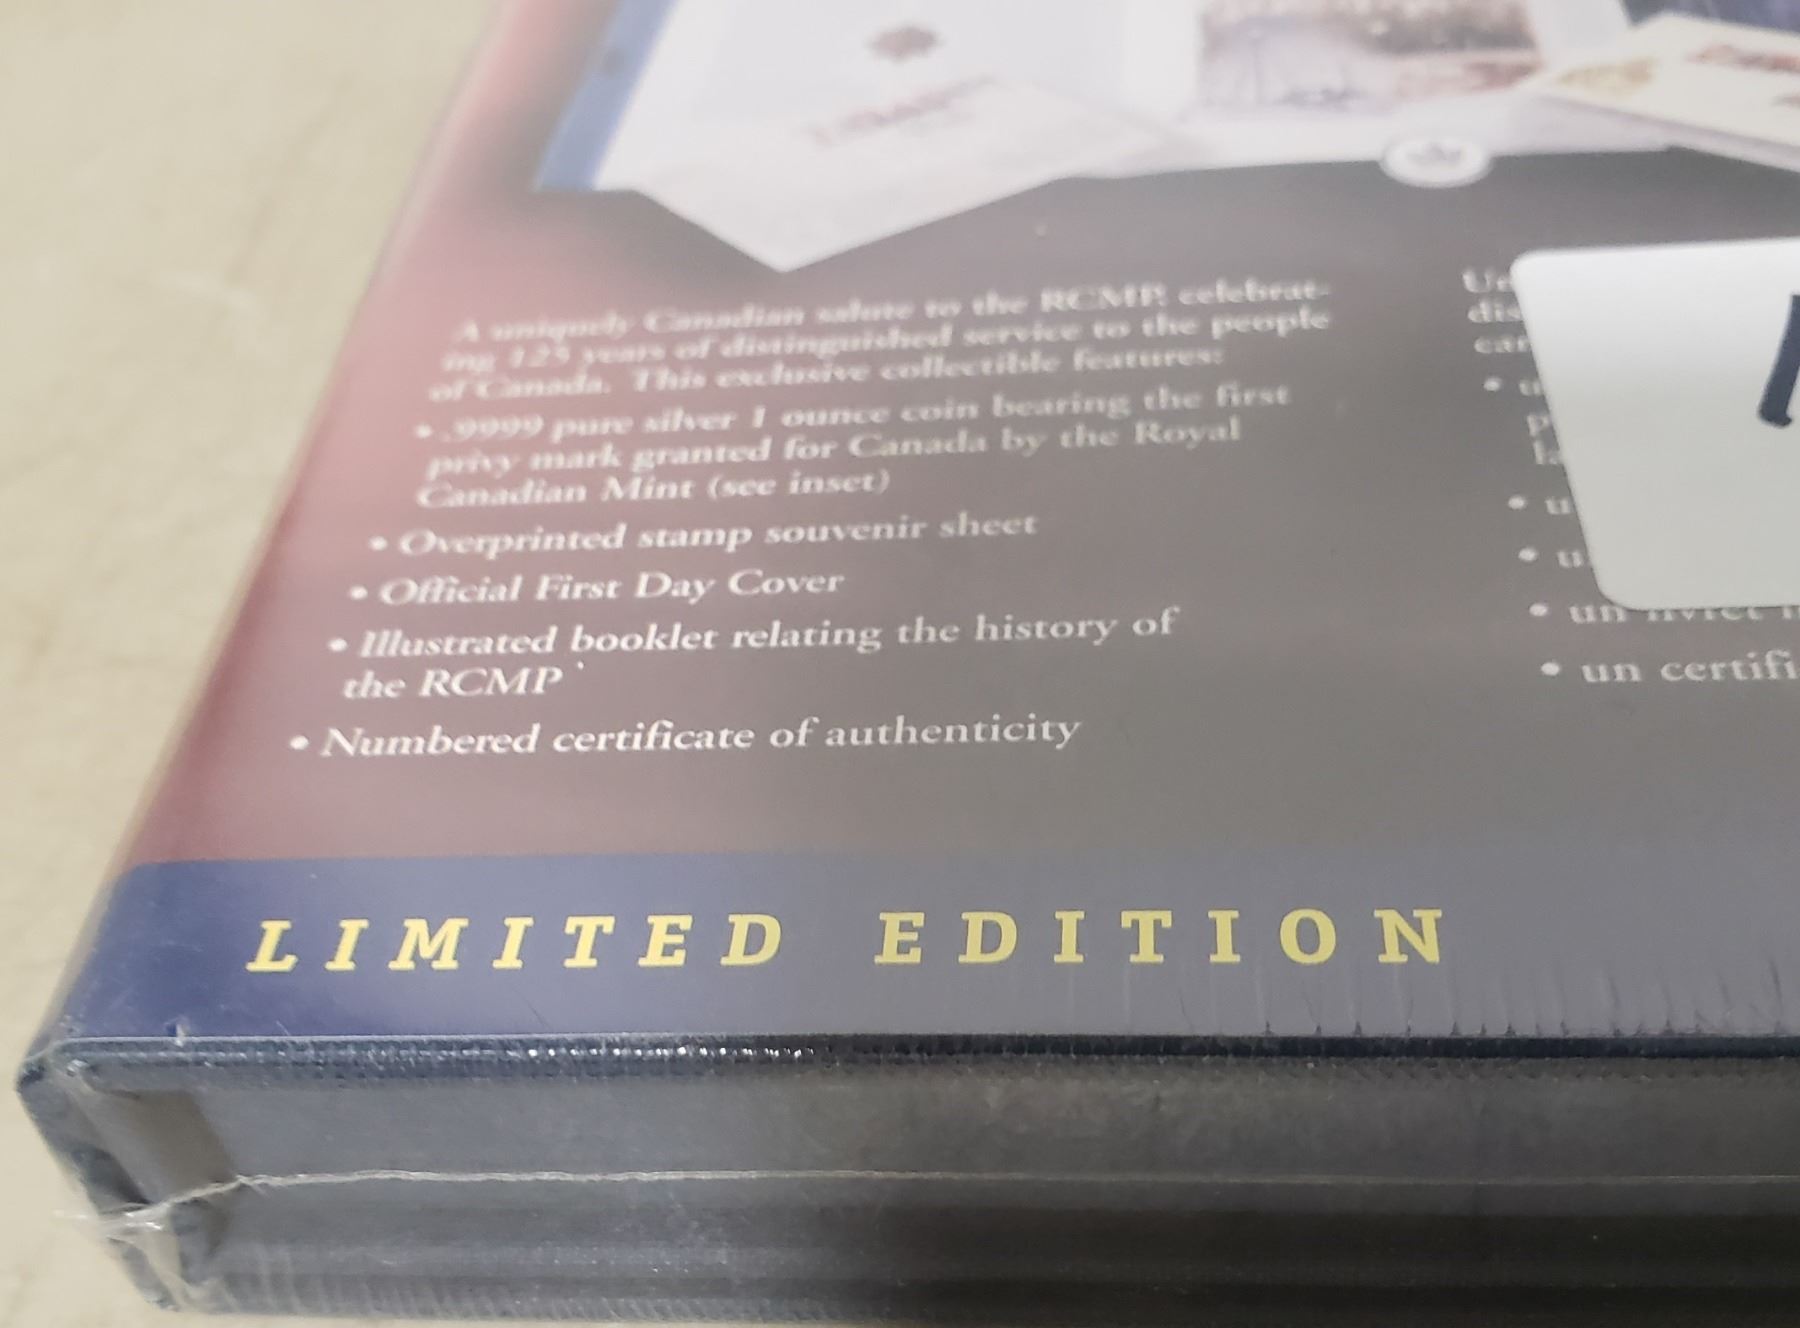 A uniquely Canadian salute to the RCMP, celebrat-
ing 125 years of distinguished service to the people
of Canada. This exclusive collectible features:
• .9999 pure silver 1 ounce coin bearing the first
privy mark granted for Canada by the Royal
Canadian Mint (see inset)
• Overprinted stamp souvenir sheet
• Official First Day Cover
• Illustrated booklet relating the history of
the RCMP
• Numbered certificate of authenticity
• un
• un
LIMITED EDITION